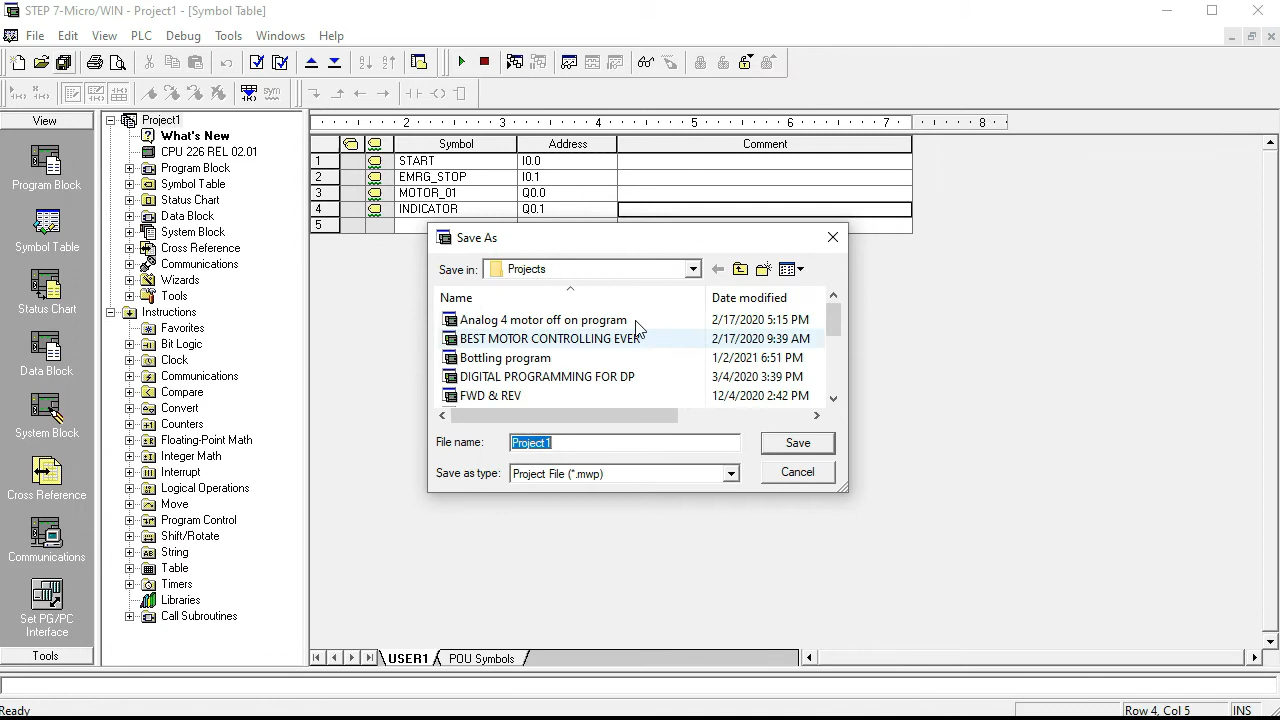 STEP 7-Micro/WIN - Project1 - [Symbol Table]
File Edit View PLC Debug Tools Windows Help
View
Program Block
Symbol Table
Status Chart
Data Block
System Block
Cross Reference
Communications
Set PG/PC
Interface
Tools
Project1
What's New
CPU 226 REL 02.01
Program Block
Symbol Table
Status Chart
Data Block
System Block
Cross Reference
Communications
Wizards
Tools
Instructions
Favorites
Bit Logic
Clock
Communications
Compare
Convert
Counters
Floating-Point Math
Integer Math
Interrupt
Logical Operations
Move
Program Control
Shift/Rotate
String
Table
Timers
Libraries
Call Subroutines
2 3 4 5 6 7 8
Symbol Address Comment
1 START I0.0
2 EMRG_STOP I0.1
3 MOTOR_01 Q0.0
4 INDICATOR Q0.1
5
Save As
Save in: Projects
Name Date modified
Analog 4 motor off on program 2/17/2020 5:15 PM
BEST MOTOR CONTROLLING EVER 2/17/2020 9:39 AM
Bottling program 1/2/2021 6:51 PM
DIGITAL PROGRAMMING FOR DP 3/4/2020 3:39 PM
FWD & REV 12/4/2020 2:42 PM
File name: Project1 Save
Save as type: Project File (*.mwp) Cancel
USER1 POU Symbols
Ready Row 4, Col 5 INS